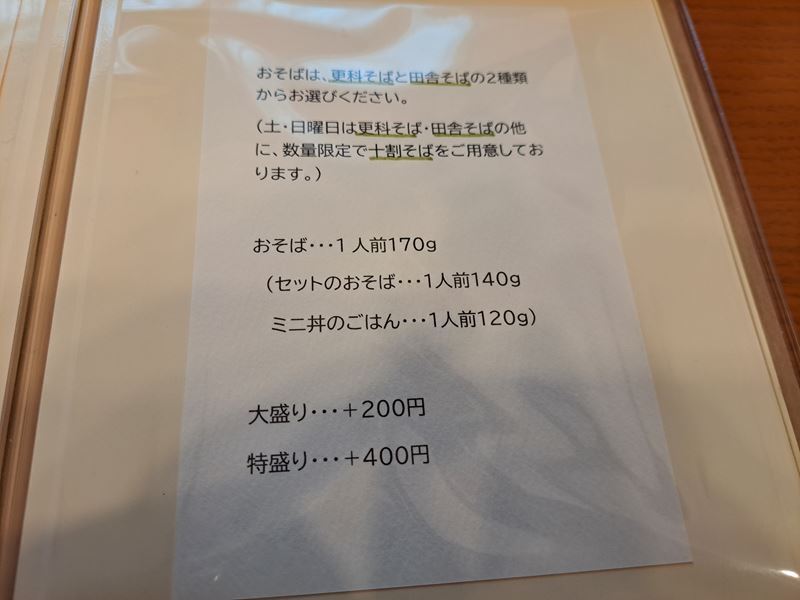 おそばは、更科そばと田舎そばの2種類
からお選びください。
(土・日曜日は更科そば・田舎そばの他
に、数量限定で十割そばをご用意してお
ります。)
おそば・・・1人前170g
(セットのおそば・・・1人前140g
ミニ丼のごはん・・・1人前120g)
大盛り・・・+200円
特盛り・・・+400円